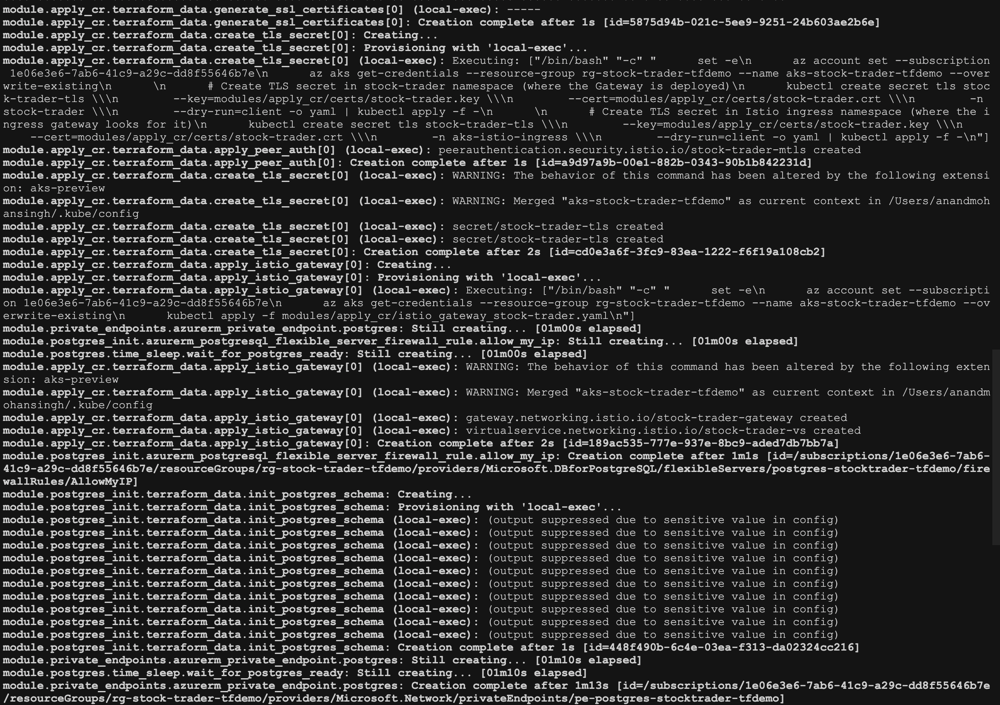 module.apply_cr.terraform_data.generate_ssl_certificates[0] (local-exec): -----
module.apply_cr.terraform_data.generate_ssl_certificates[0]: Creation complete after 1s [id=5875d94b-021c-5ee9-9251-24b603ae2b6e]
module.apply_cr.terraform_data.create_tls_secret[0]: Creating...
module.apply_cr.terraform_data.create_tls_secret[0]: Provisioning with 'local-exec'...
module.apply_cr.terraform_data.create_tls_secret[0] (local-exec): Executing: ["/bin/bash" "-c" "      set -e\n      az account set --subscription
 1e06e3e6-7ab6-41c9-a29c-dd8f55646b7e\n      az aks get-credentials --resource-group rg-stock-trader-tfdemo --name aks-stock-trader-tfdemo --over
write-existing\n      \n      # Create TLS secret in stock-trader namespace (where the Gateway is deployed)\n      kubectl create secret tls stoc
k-trader-tls \\\n        --key=modules/apply_cr/certs/stock-trader.key \\\n        --cert=modules/apply_cr/certs/stock-trader.crt \\\n        -n
stock-trader \\\n        --dry-run=client -o yaml | kubectl apply -f -\n      \n      # Create TLS secret in Istio ingress namespace (where the i
ngress gateway looks for it)\n      kubectl create secret tls stock-trader-tls \\\n        --key=modules/apply_cr/certs/stock-trader.key \\\n
    --cert=modules/apply_cr/certs/stock-trader.crt \\\n        -n aks-istio-ingress \\\n        --dry-run=client -o yaml | kubectl apply -f -\n"]
module.apply_cr.terraform_data.apply_peer_auth[0] (local-exec): peerauthentication.security.istio.io/stock-trader-mtls created
module.apply_cr.terraform_data.apply_peer_auth[0]: Creation complete after 1s [id=a9d97a9b-00e1-882b-0343-90b1b842231d]
module.apply_cr.terraform_data.create_tls_secret[0] (local-exec): WARNING: The behavior of this command has been altered by the following extensi
on: aks-preview
module.apply_cr.terraform_data.create_tls_secret[0] (local-exec): WARNING: Merged "aks-stock-trader-tfdemo" as current context in /Users/anandmoh
ansingh/.kube/config
module.apply_cr.terraform_data.create_tls_secret[0] (local-exec): secret/stock-trader-tls created
module.apply_cr.terraform_data.create_tls_secret[0] (local-exec): secret/stock-trader-tls created
module.apply_cr.terraform_data.create_tls_secret[0]: Creation complete after 2s [id=cd0e3a6f-3fc9-83ea-1222-f6f19a108cb2]
module.apply_cr.terraform_data.apply_istio_gateway[0]: Creating...
module.apply_cr.terraform_data.apply_istio_gateway[0]: Provisioning with 'local-exec'...
module.apply_cr.terraform_data.apply_istio_gateway[0] (local-exec): Executing: ["/bin/bash" "-c" "      set -e\n      az account set --subscripti
on 1e06e3e6-7ab6-41c9-a29c-dd8f55646b7e\n      az aks get-credentials --resource-group rg-stock-trader-tfdemo --name aks-stock-trader-tfdemo --ov
erwrite-existing\n      kubectl apply -f modules/apply_cr/istio_gateway_stock-trader.yaml\n"]
module.private_endpoints.azurerm_private_endpoint.postgres: Still creating... [01m00s elapsed]
module.postgres_init.azurerm_postgresql_flexible_server_firewall_rule.allow_my_ip: Still creating... [01m00s elapsed]
module.postgres.time_sleep.wait_for_postgres_ready: Still creating... [01m00s elapsed]
module.apply_cr.terraform_data.apply_istio_gateway[0] (local-exec): WARNING: The behavior of this command has been altered by the following exten
sion: aks-preview
module.apply_cr.terraform_data.apply_istio_gateway[0] (local-exec): WARNING: Merged "aks-stock-trader-tfdemo" as current context in /Users/anandm
ohansingh/.kube/config
module.apply_cr.terraform_data.apply_istio_gateway[0] (local-exec): gateway.networking.istio.io/stock-trader-gateway created
module.apply_cr.terraform_data.apply_istio_gateway[0] (local-exec): virtualservice.networking.istio.io/stock-trader-vs created
module.apply_cr.terraform_data.apply_istio_gateway[0]: Creation complete after 2s [id=189ac535-777e-937e-8bc9-aded7db7bb7a]
module.postgres_init.azurerm_postgresql_flexible_server_firewall_rule.allow_my_ip: Creation complete after 1m1s [id=/subscriptions/1e06e3e6-7ab6-
41c9-a29c-dd8f55646b7e/resourceGroups/rg-stock-trader-tfdemo/providers/Microsoft.DBforPostgreSQL/flexibleServers/postgres-stocktrader-tfdemo/fire
wallRules/AllowMyIP]
module.postgres_init.terraform_data.init_postgres_schema: Creating...
module.postgres_init.terraform_data.init_postgres_schema: Provisioning with 'local-exec'...
module.postgres_init.terraform_data.init_postgres_schema (local-exec): (output suppressed due to sensitive value in config)
module.postgres_init.terraform_data.init_postgres_schema (local-exec): (output suppressed due to sensitive value in config)
module.postgres_init.terraform_data.init_postgres_schema (local-exec): (output suppressed due to sensitive value in config)
module.postgres_init.terraform_data.init_postgres_schema (local-exec): (output suppressed due to sensitive value in config)
module.postgres_init.terraform_data.init_postgres_schema (local-exec): (output suppressed due to sensitive value in config)
module.postgres_init.terraform_data.init_postgres_schema (local-exec): (output suppressed due to sensitive value in config)
module.postgres_init.terraform_data.init_postgres_schema (local-exec): (output suppressed due to sensitive value in config)
module.postgres_init.terraform_data.init_postgres_schema (local-exec): (output suppressed due to sensitive value in config)
module.postgres_init.terraform_data.init_postgres_schema (local-exec): (output suppressed due to sensitive value in config)
module.postgres_init.terraform_data.init_postgres_schema (local-exec): (output suppressed due to sensitive value in config)
module.postgres_init.terraform_data.init_postgres_schema: Creation complete after 1s [id=448f490b-6c4e-03ea-f313-da02324cc216]
module.private_endpoints.azurerm_private_endpoint.postgres: Still creating... [01m10s elapsed]
module.postgres.time_sleep.wait_for_postgres_ready: Still creating... [01m10s elapsed]
module.private_endpoints.azurerm_private_endpoint.postgres: Creation complete after 1m13s [id=/subscriptions/1e06e3e6-7ab6-41c9-a29c-dd8f55646b7e
/resourceGroups/rg-stock-trader-tfdemo/providers/Microsoft.Network/privateEndpoints/pe-postgres-stocktrader-tfdemo]